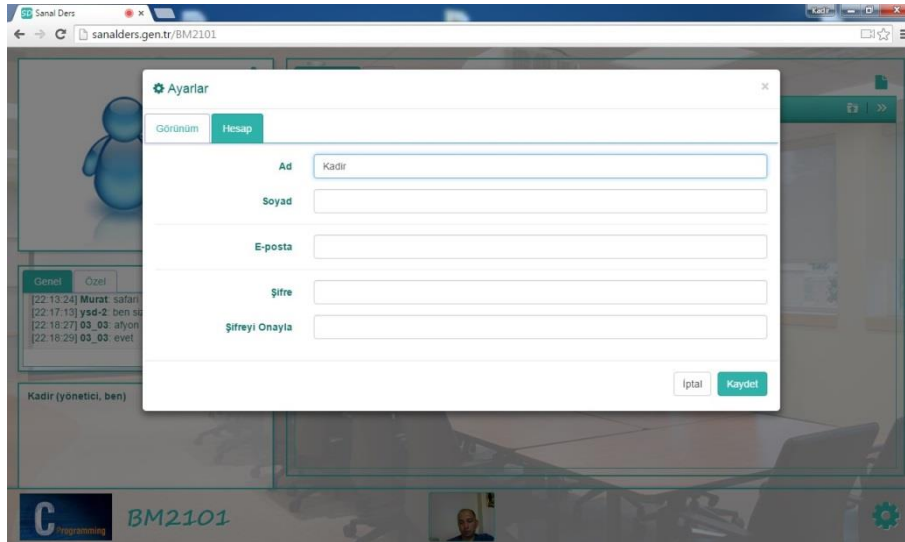 Sanal Ders
Kadir
sanalders.gen.tr/BM2101
Ayarlar
Görünüm Hesap
Ad Kadir
Soyad
E-posta
Şifre
Şifreyi Onayla
İptal Kaydet
Genel Özel
[22:13:24] Murat: safari
[22:17:13] ysd-2: ben
[22:18:27] 03_03: afyon
[22:18:29] 03_03: evet
Kadir (yönetici, ben)
C Programming
BM2101